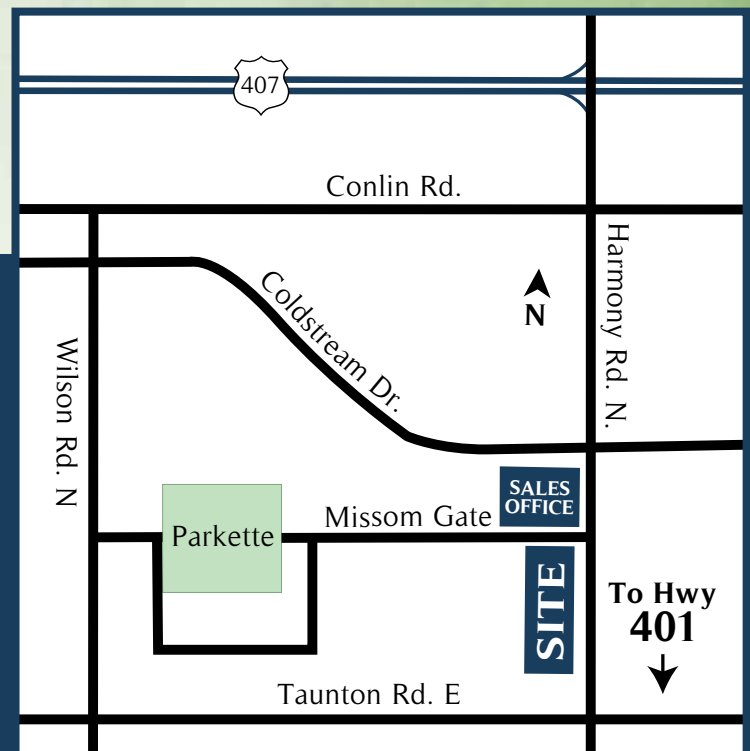 407
Conlin Rd.
Harmony Rd. N.
Coldstream Dr.
N
Wilson Rd. N
SALES
OFFICE
Missom Gate
Parkette
SITE
To Hwy
401
Taunton Rd. E